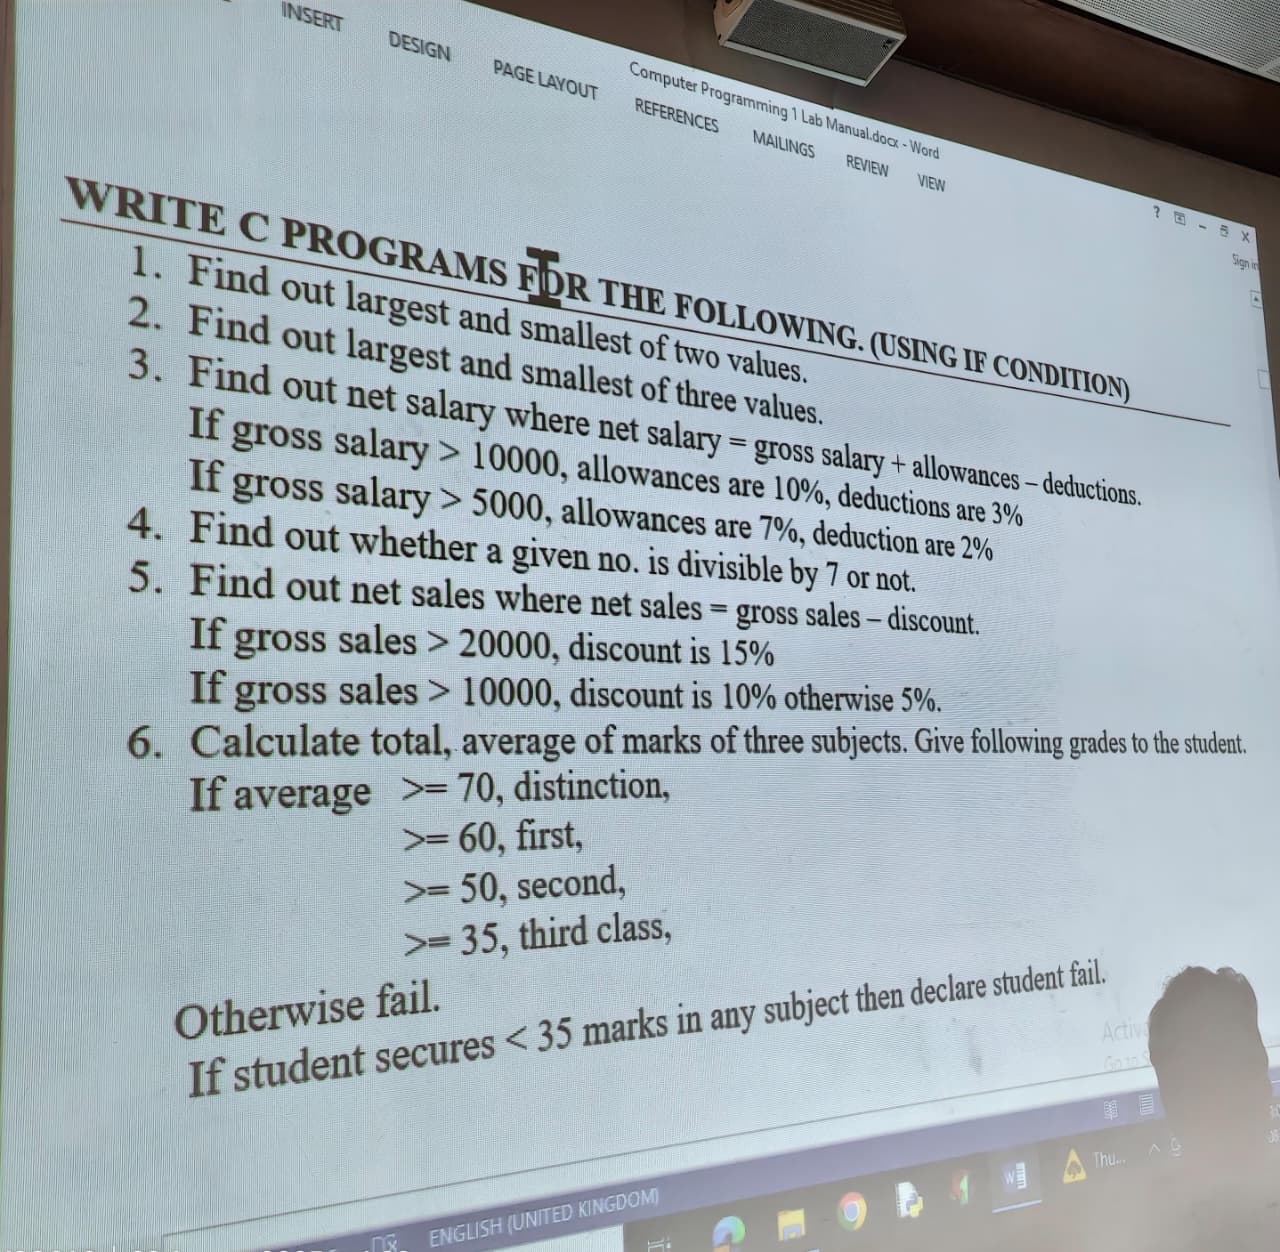 INSERT
DESIGN
PAGE LAYOUT
REFERENCES
MAILINGS
REVIEW
VIEW
Computer Programming 1 Lab Manual.docx - Word
?
Sign in
WRITE C PROGRAMS FOR THE FOLLOWING. (USING IF CONDITION)
1. Find out largest and smallest of two values.
2. Find out largest and smallest of three values.
3. Find out net salary where net salary = gross salary + allowances – deductions.
If gross salary > 10000, allowances are 10%, deductions are 3%
If gross salary > 5000, allowances are 7%, deduction are 2%
4. Find out whether a given no. is divisible by 7 or not.
5. Find out net sales where net sales = gross sales – discount.
If gross sales > 20000, discount is 15%
If gross sales > 10000, discount is 10% otherwise 5%.
6. Calculate total, average of marks of three subjects. Give following grades to the student.
If average >= 70, distinction,
>= 60, first,
>= 50, second,
>= 35, third class,
Otherwise fail.
If student secures < 35 marks in any subject then declare student fail.
ENGLISH (UNITED KINGDOM)
Thu...